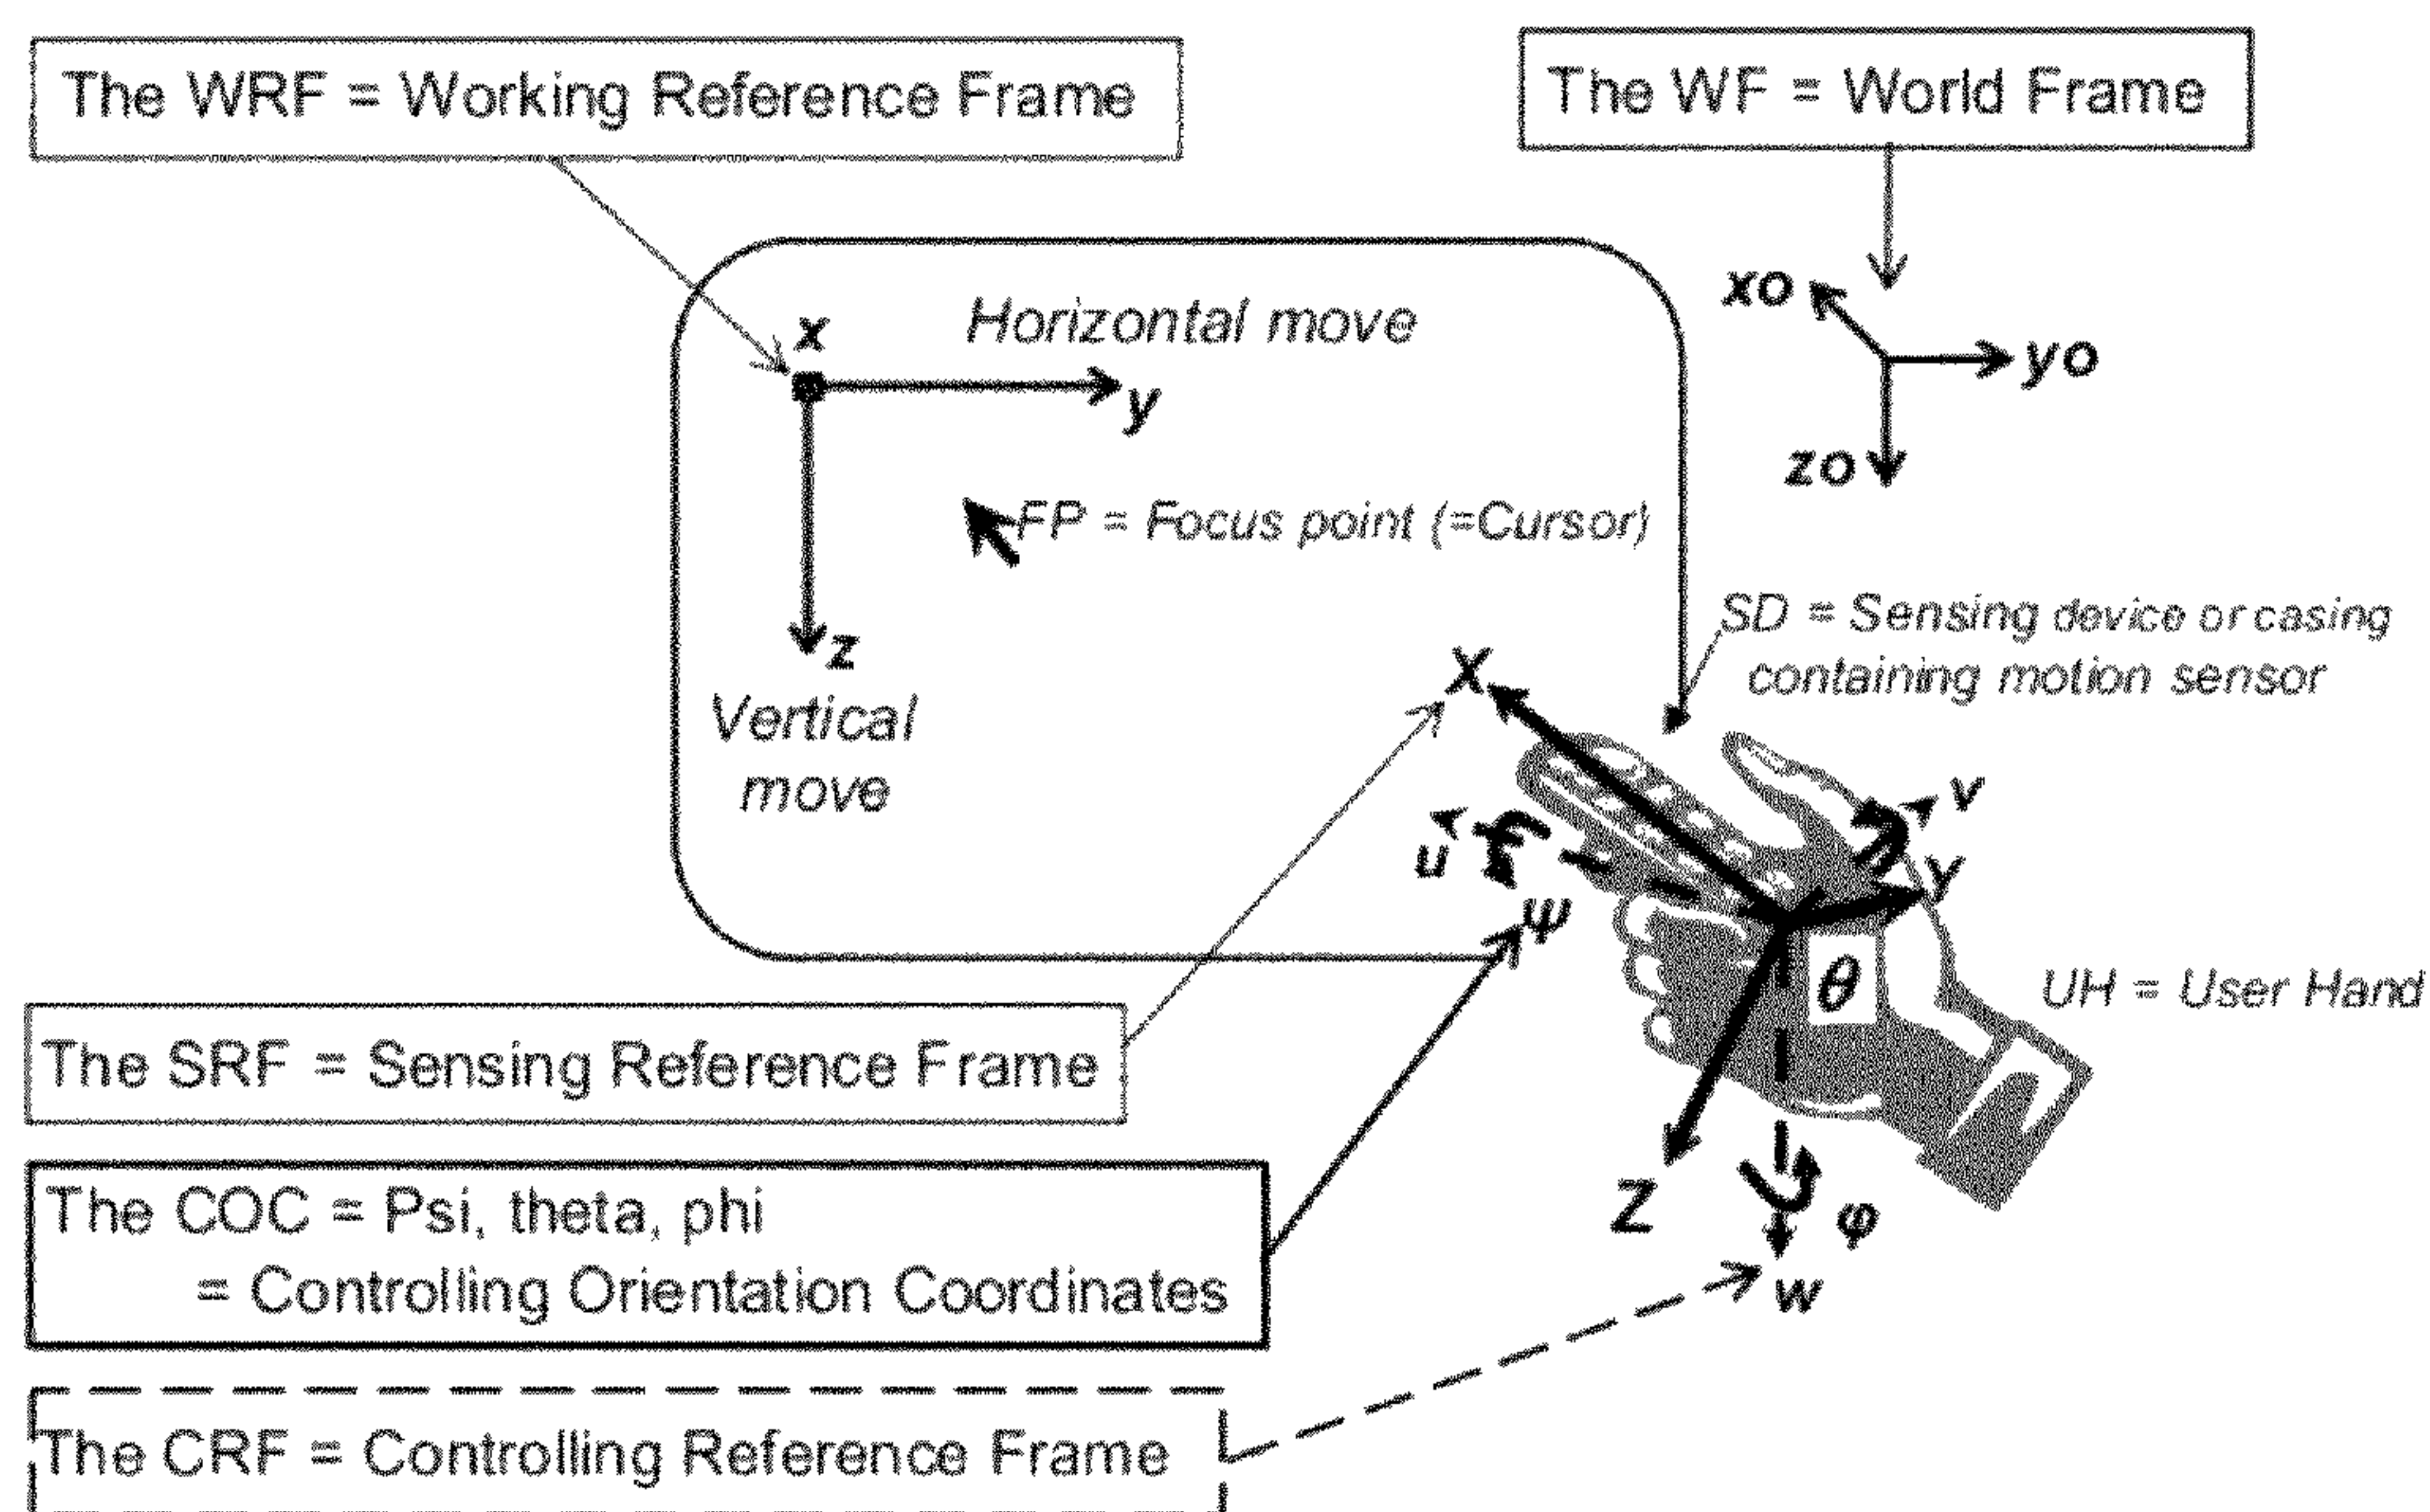 The WRF = Working Reference Frame
The WF = World Frame
x
Horizontal move
y
xo
yo
zo
FP = Focus point (=Cursor)
z
Vertical
move
SD = Sensing device or casing
containing motion sensor
X
v
u
Y
ψ
θ
UH = User Hand
The SRF = Sensing Reference Frame
Z
φ
w
The COC = Psi, theta, phi
= Controlling Orientation Coordinates
The CRF = Controlling Reference Frame